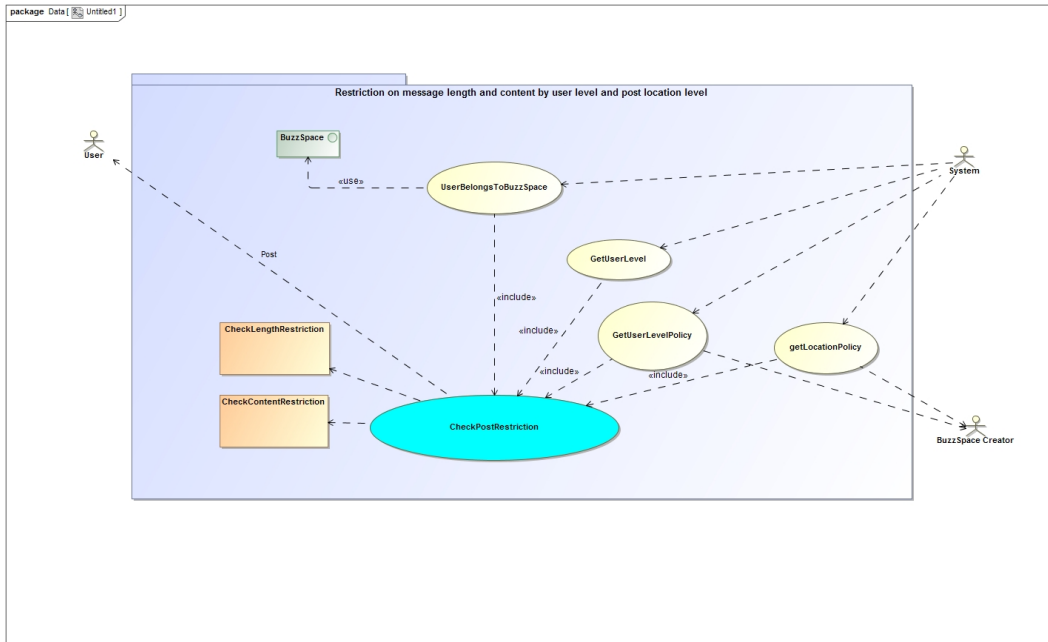 package Data [ Untitled1 ]
Restriction on message length and content by user level and post location level
BuzzSpace
User
System
«use»
UserBelongsToBuzzSpace
Post
GetUserLevel
«include»
«include»
CheckLengthRestriction
GetUserLevelPolicy
getLocationPolicy
«include»
«include»
CheckContentRestriction
CheckPostRestriction
BuzzSpace Creator